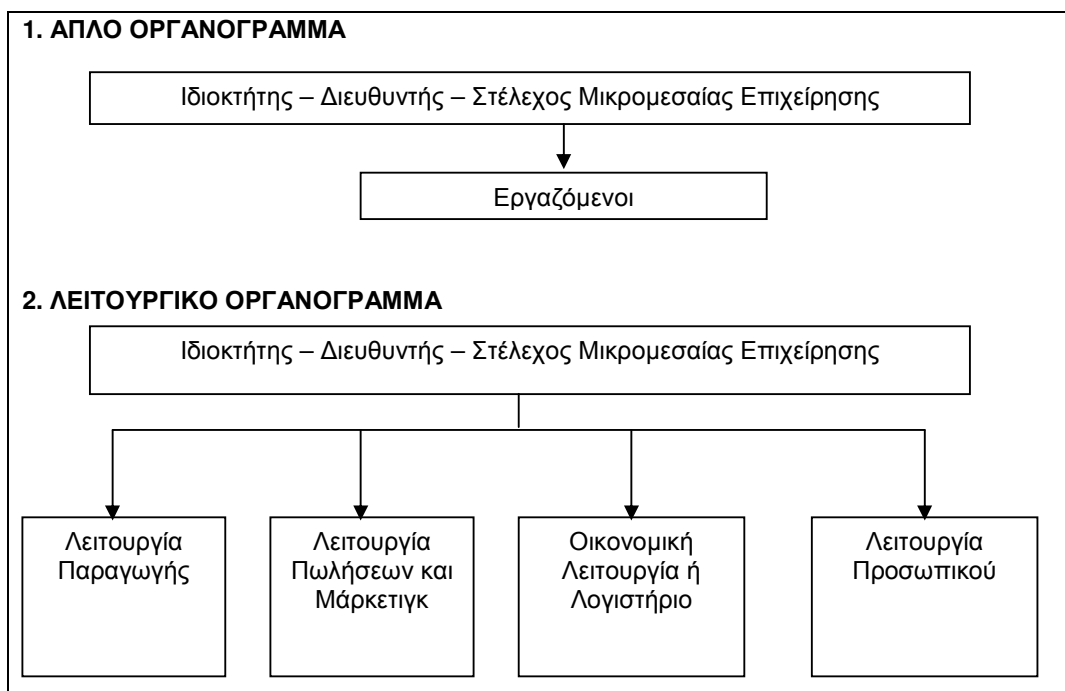 1. ΑΠΛΟ ΟΡΓΑΝΟΓΡΑΜΜΑ
Ιδιοκτήτης – Διευθυντής – Στέλεχος Μικρομεσαίας Επιχείρησης
Εργαζόμενοι
2. ΛΕΙΤΟΥΡΓΙΚΟ ΟΡΓΑΝΟΓΡΑΜΜΑ
Ιδιοκτήτης – Διευθυντής – Στέλεχος Μικρομεσαίας Επιχείρησης
Λειτουργία
Παραγωγής
Λειτουργία
Πωλήσεων και
Μάρκετιγκ
Οικονομική
Λειτουργία ή
Λογιστήριο
Λειτουργία
Προσωπικού